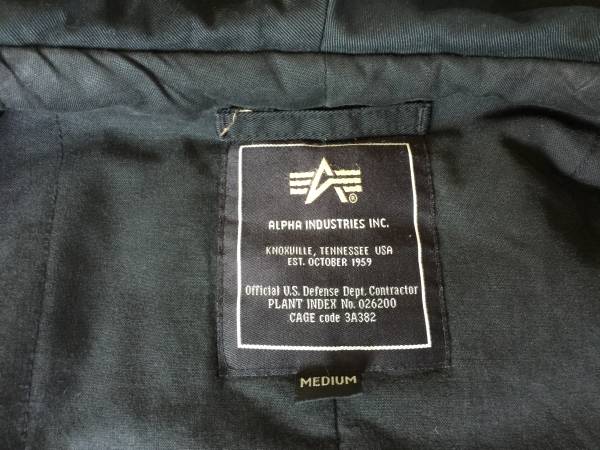 A®
ALPHA INDUSTRIES INC.
KNOXVILLE, TENNESSEE USA
EST. OCTOBER 1959
Official U.S. Defense Dept. Contractor
PLANT INDEX No. 026200
CAGE code 3A382
MEDIUM